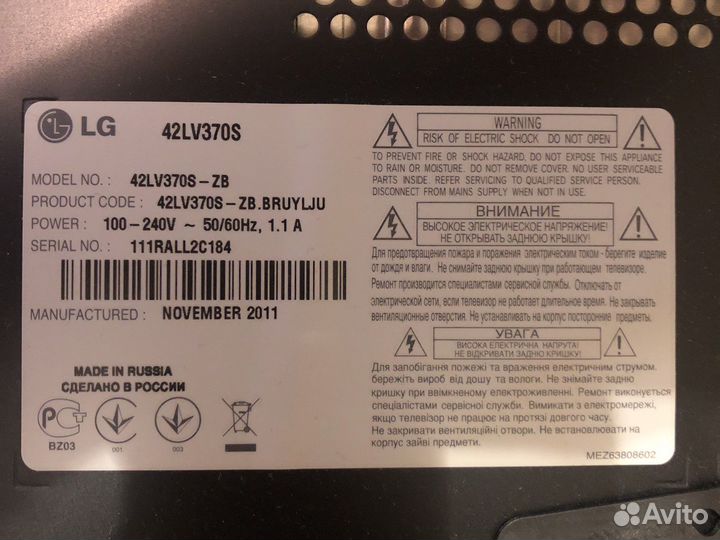 LG 42LV370S
MODEL NO. : 42LV370S-ZB
PRODUCT CODE : 42LV370S-ZB.BRUYLJU
POWER : 100-240V ~ 50/60Hz, 1.1 A
SERIAL NO. : 111RALL2C184
MANUFACTURED : NOVEMBER 2011
MADE IN RUSSIA
СДЕЛАНО В РОССИИ
BZ03
001
003
WARNING
RISK OF ELECTRIC SHOCK DO NOT OPEN
TO PREVENT FIRE OR SHOCK HAZARD, DO NOT EXPOSE THIS APPLIANCE
TO RAIN OR MOISTURE. DO NOT REMOVE COVER. NO USER SERVICEABLE
PARTS INSIDE. REFER SERVICING TO QUALIFIED SERVICE PERSON.
DISCONNECT FROM MAINS SUPPLY WHEN NOT IN USE.
ВНИМАНИЕ
ВЫСОКОЕ ЭЛЕКТРИЧЕСКОЕ НАПРЯЖЕНИЕ!
НЕ ОТКРЫВАТЬ ЗАДНЮЮ КРЫШКУ!
Для предотвращения пожара и поражения электрическим током - берегите изделие
от дождя и влаги. Не снимайте заднюю крышку при работающем телевизоре.
Ремонт производится специалистами сервисной службы. Отключать от
электрической сети, если телевизор не работает длительное время. Не закрывать
вентиляционные отверстия. Не устанавливать на корпус посторонние предметы.
УВАГА
ВИСОКА ЕЛЕКТРИЧНА НАПРУГА!
НЕ ВІДКРИВАТИ ЗАДНЮ КРИШКУ!
Для запобігання пожежі та враження електричним струмом.
бережіть вироб від дощу та вологи. Не знімайте задню
кришку при ввімкненому електроживленні. Ремонт виконується
спеціалістами сервісної служби. Вимикати з електромережі,
якщо телевізор не працює на протязі довгого часу.
Не закривати вентиляційні отвіри. Не встановлювати на
корпус зайві предмети.
MEZ63808602
Avito